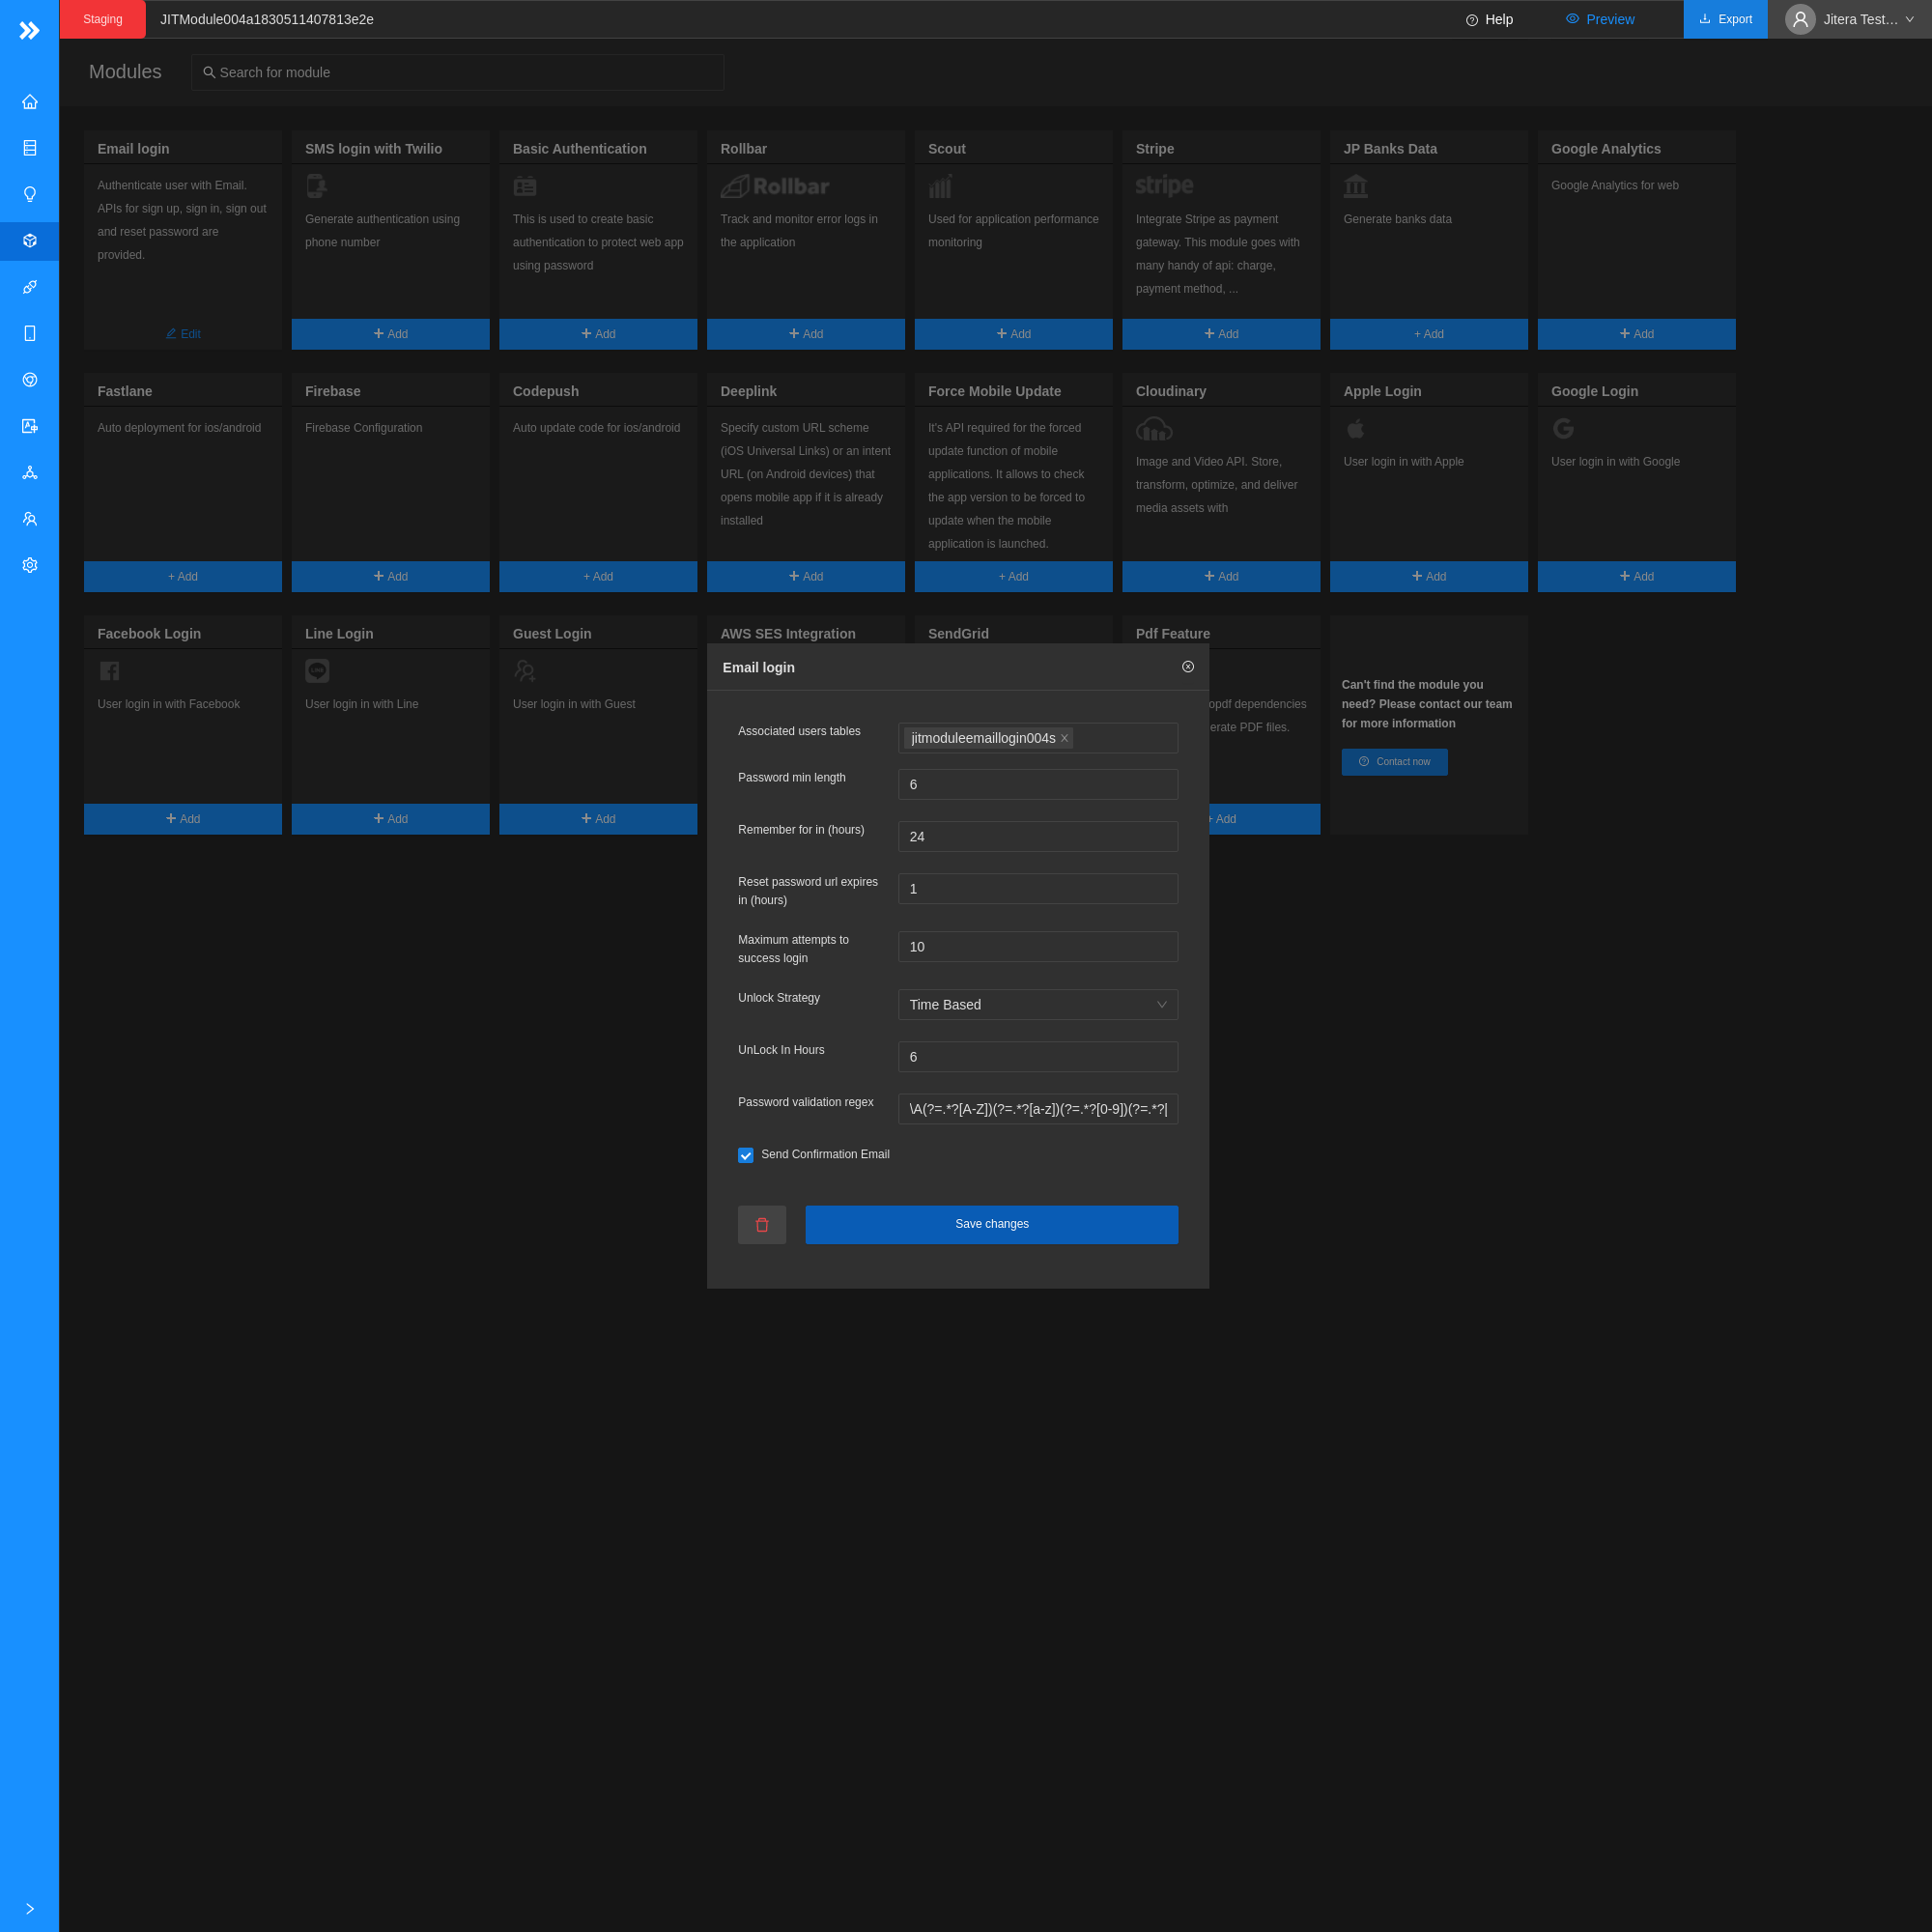 Staging
JITModule004a1830511407813e2e
Help
Preview
Export
Jitera Test…
Modules
Search for module
Email login
Authenticate user with Email.
APIs for sign up, sign in, sign out
and reset password are
provided.
Edit
SMS login with Twilio
Generate authentication using
phone number
+ Add
Basic Authentication
This is used to create basic
authentication to protect web app
using password
+ Add
Rollbar
Rollbar
Track and monitor error logs in
the application
+ Add
Scout
Used for application performance
monitoring
+ Add
Stripe
stripe
Integrate Stripe as payment
gateway. This module goes with
many handy of api: charge,
payment method, ...
+ Add
JP Banks Data
Generate banks data
+ Add
Google Analytics
Google Analytics for web
+ Add
Fastlane
Auto deployment for ios/android
+ Add
Firebase
Firebase Configuration
+ Add
Codepush
Auto update code for ios/android
+ Add
Deeplink
Specify custom URL scheme
(iOS Universal Links) or an intent
URL (on Android devices) that
opens mobile app if it is already
installed
+ Add
Force Mobile Update
It's API required for the forced
update function of mobile
applications. It allows to check
the app version to be forced to
update when the mobile
application is launched.
+ Add
Cloudinary
Image and Video API. Store,
transform, optimize, and deliver
media assets with
+ Add
Apple Login
User login in with Apple
+ Add
Google Login
User login in with Google
+ Add
Facebook Login
User login in with Facebook
+ Add
Line Login
LINE
User login in with Line
+ Add
Guest Login
User login in with Guest
+ Add
AWS SES Integration
SendGrid
Pdf Feature
opdf dependencies
erate PDF files.
+ Add
Can't find the module you
need? Please contact our team
for more information
Contact now
Email login
Associated users tables
jitmoduleemaillogin004s
Password min length
6
Remember for in (hours)
24
Reset password url expires
in (hours)
1
Maximum attempts to
success login
10
Unlock Strategy
Time Based
UnLock In Hours
6
Password validation regex
\A(?=.*?[A-Z])(?=.*?[a-z])(?=.*?[0-9])(?=.*?[
Send Confirmation Email
Save changes